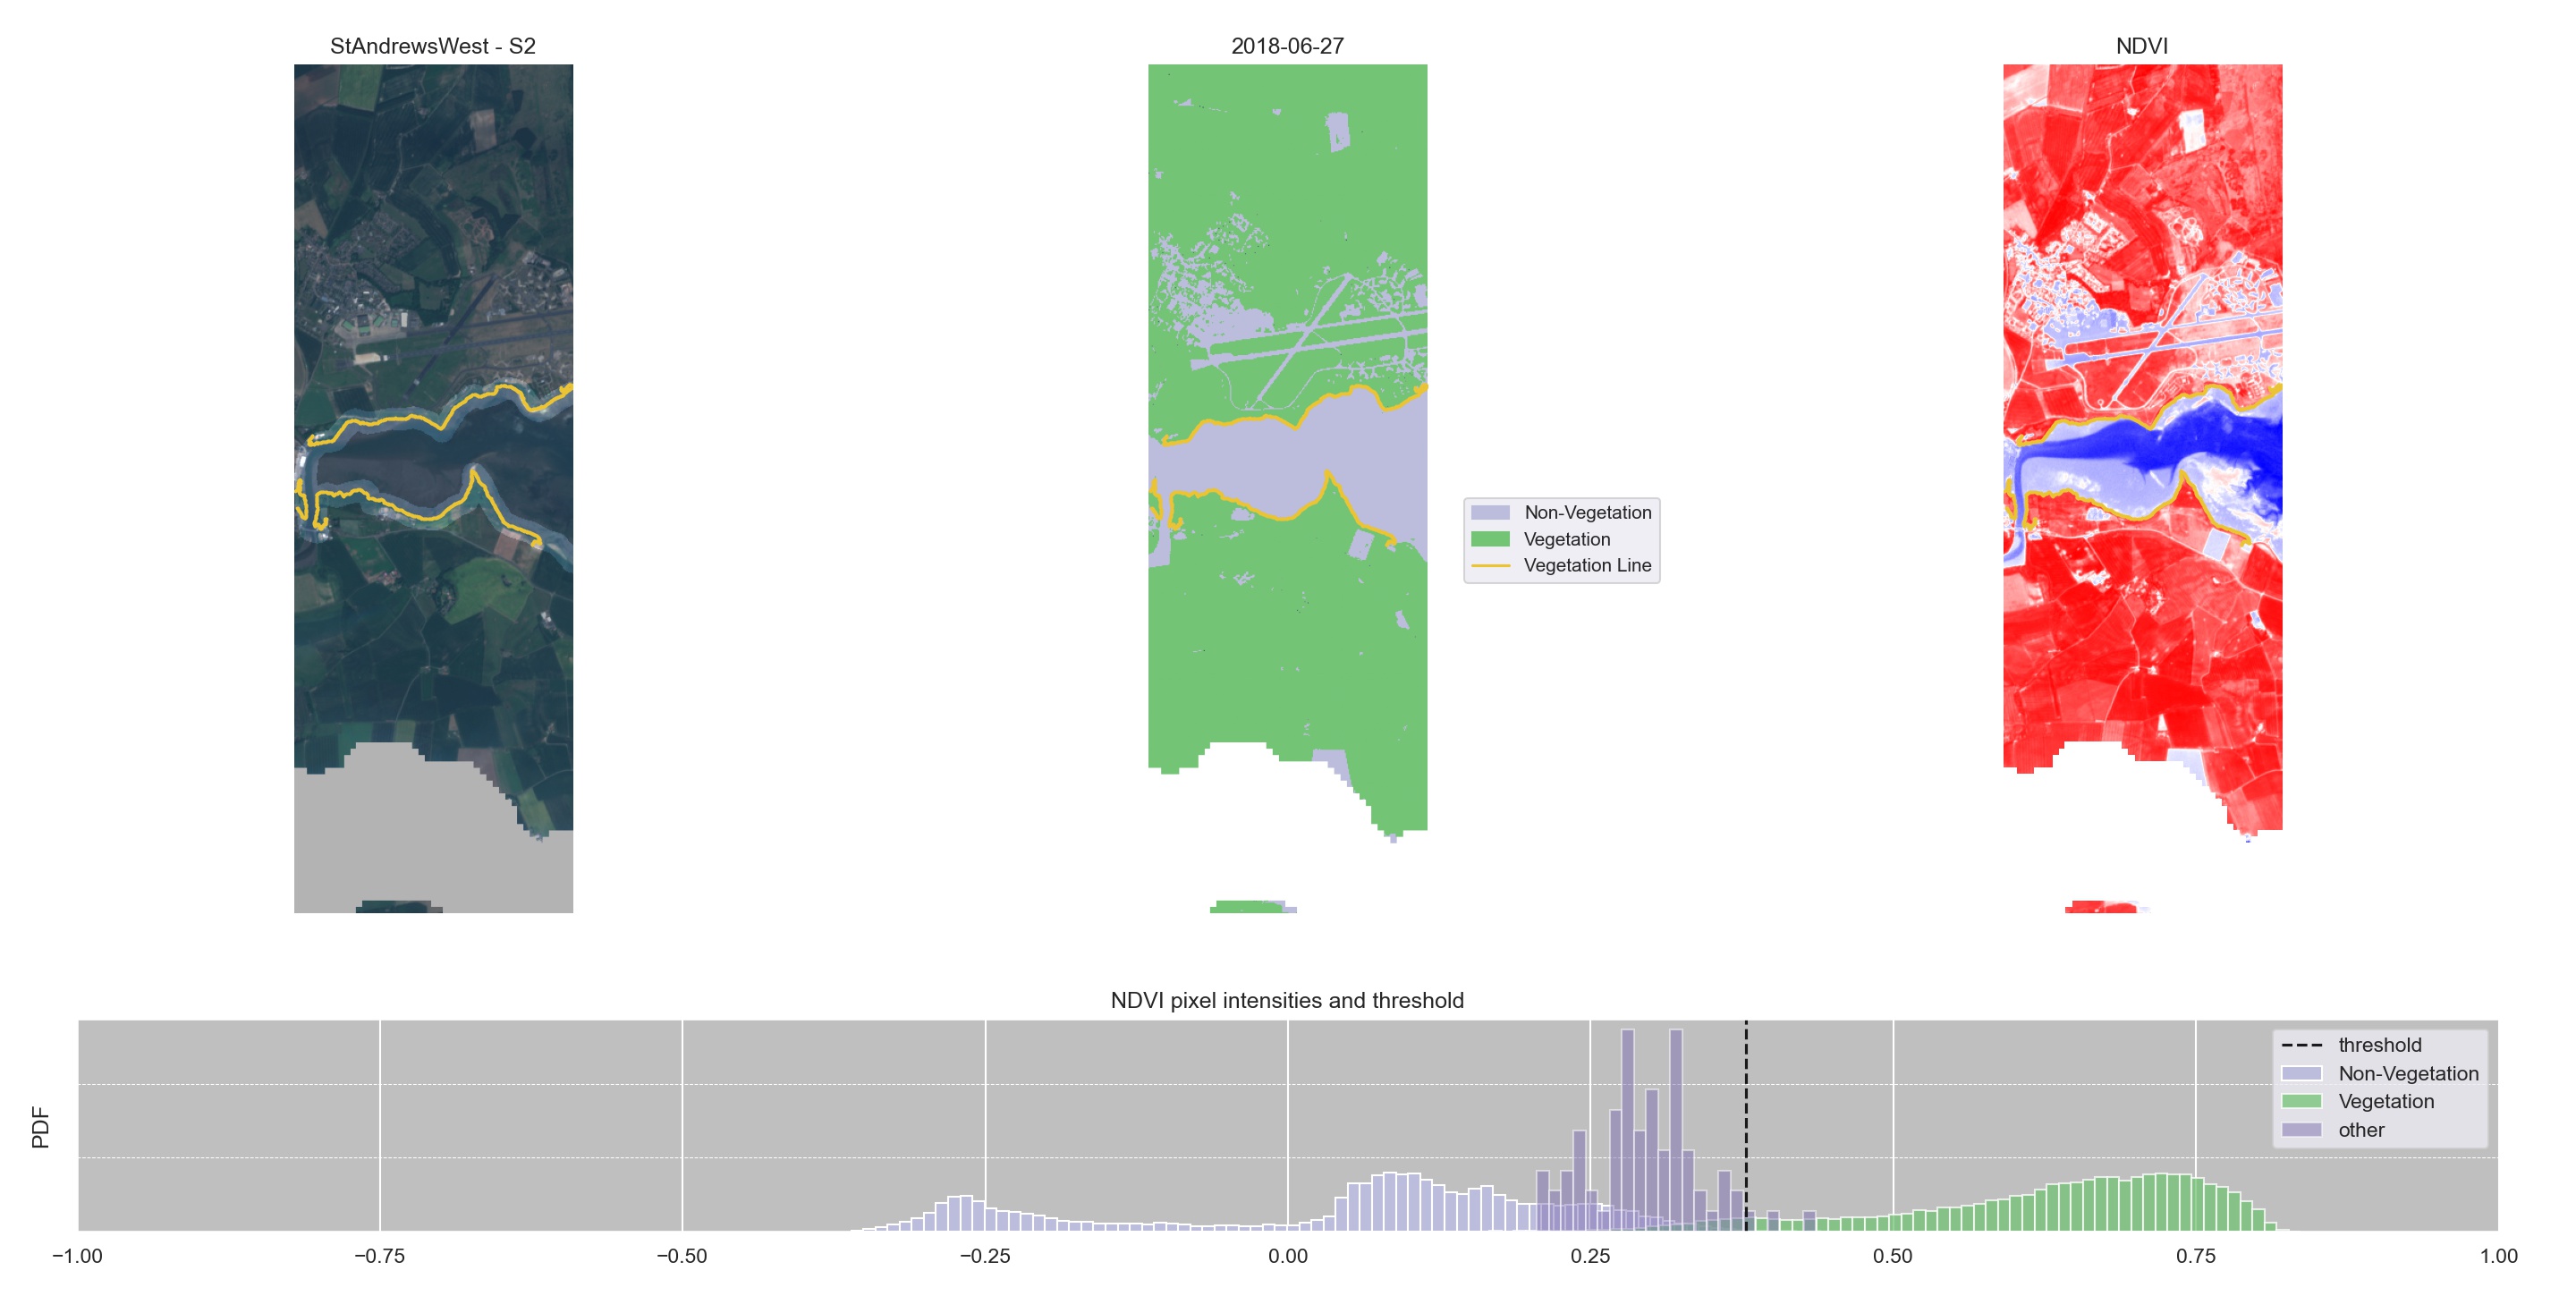 StAndrewsWest - S2
2018-06-27
NDVI
Non-Vegetation
Vegetation
Vegetation Line
NDVI pixel intensities and threshold
PDF
threshold
Non-Vegetation
Vegetation
other
−1.00 −0.75 −0.50 −0.25 0.00 0.25 0.50 0.75 1.00